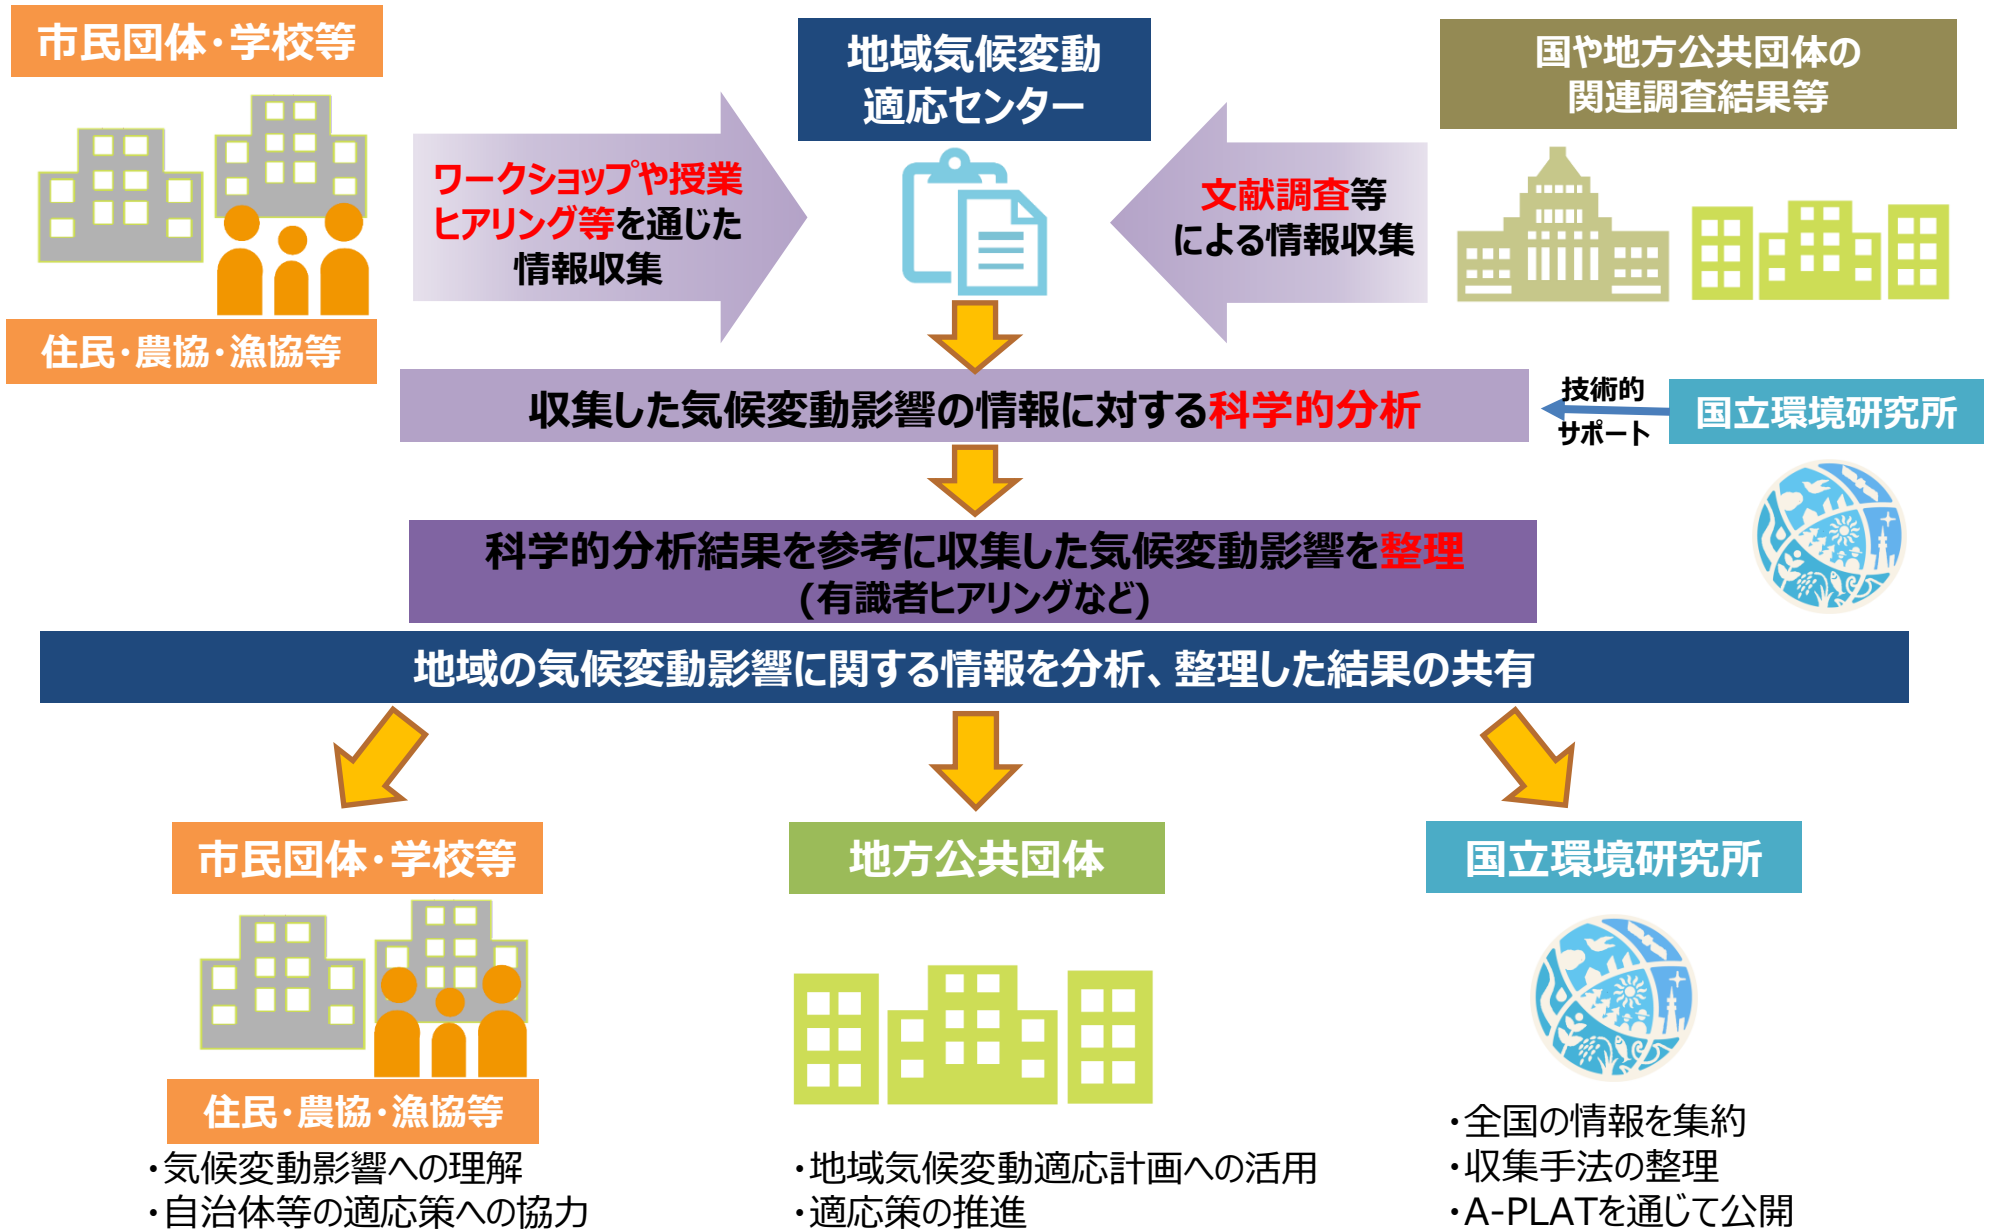 市民団体・学校等
地域気候変動
適応センター
国や地方公共団体の
関連調査結果等
ワークショップや授業
ヒアリング等を通じた
情報収集
文献調査等
による情報収集
住民・農協・漁協等
収集した気候変動影響の情報に対する科学的分析
技術的
サポート
国立環境研究所
科学的分析結果を参考に収集した気候変動影響を整理
(有識者ヒアリングなど)
地域の気候変動影響に関する情報を分析、整理した結果の共有
市民団体・学校等
住民・農協・漁協等
・気候変動影響への理解
・自治体等の適応策への協力
地方公共団体
・地域気候変動適応計画への活用
・適応策の推進
国立環境研究所
・全国の情報を集約
・収集手法の整理
・A-PLATを通じて公開